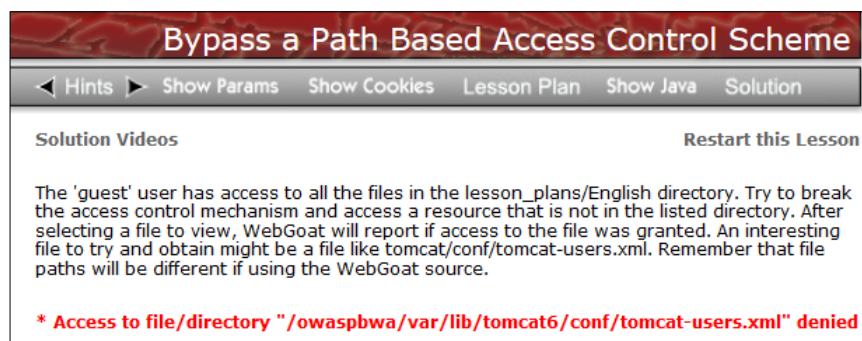 Bypass a Path Based Access Control Scheme
Hints Show Params Show Cookies Lesson Plan Show Java Solution
Solution Videos Restart this Lesson
The 'guest' user has access to all the files in the lesson_plans/English directory. Try to break
the access control mechanism and access a resource that is not in the listed directory. After
selecting a file to view, WebGoat will report if access to the file was granted. An interesting
file to try and obtain might be a file like tomcat/conf/tomcat-users.xml. Remember that file
paths will be different if using the WebGoat source.
* Access to file/directory "/owaspbwa/var/lib/tomcat6/conf/tomcat-users.xml" denied